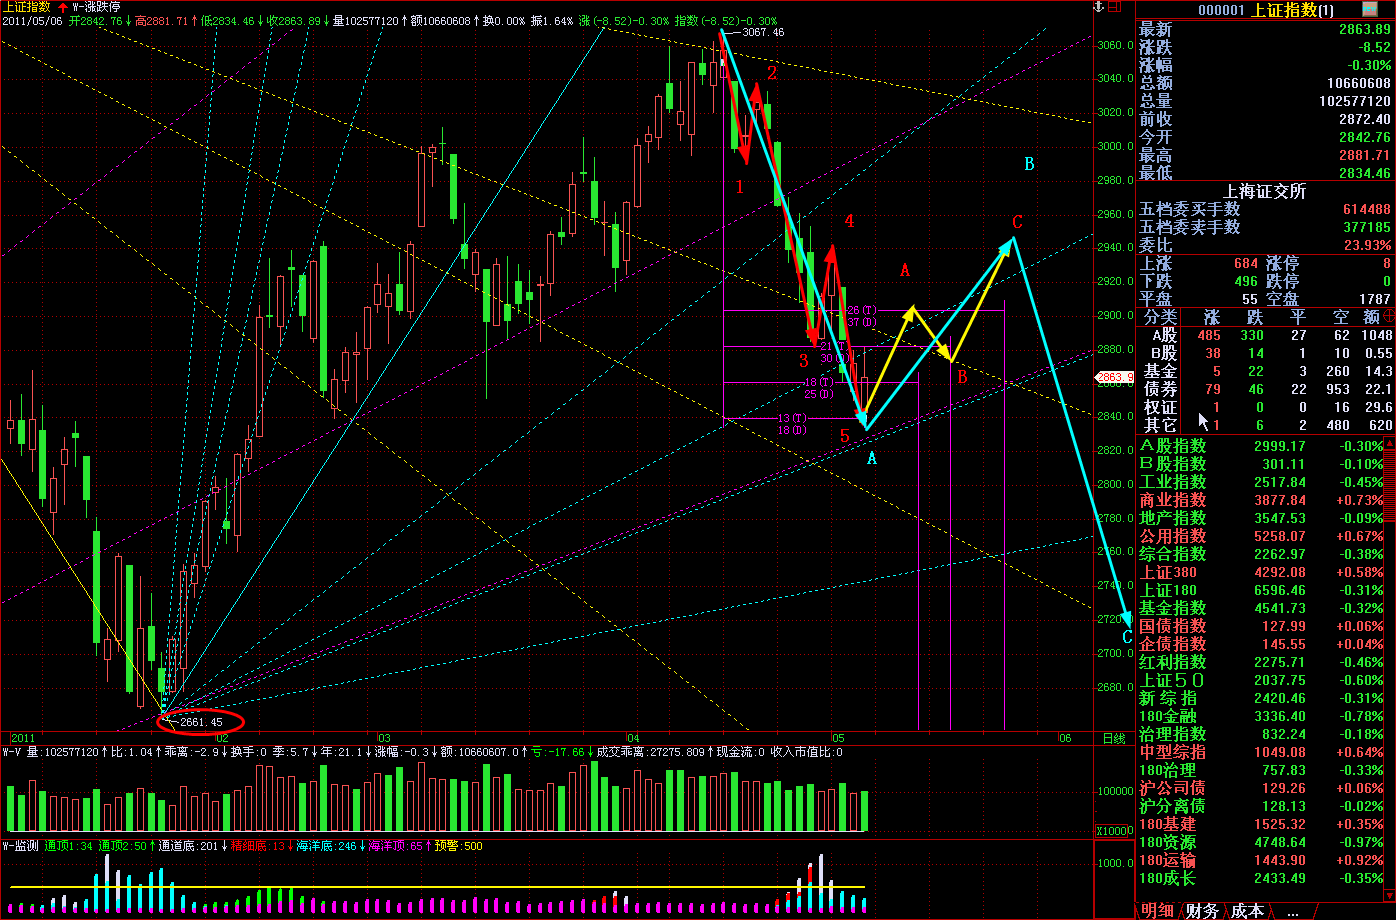 上证指数 W-涨跌停
2011/05/06 开2842.76↓高2881.71↑低2834.46↓收2863.89↓量102577120↑额10660608↑换0.00% 振1.64% 涨(-8.52)-0.30% 指数(-8.52)-0.30%
日
3067.46
3060.0
3040.0
3020.0
3000.0
2980.0
2960.0
2940.0
2920.0
2900.0
2880.0
2863.9
2840.0
2820.0
2800.0
2780.0
2760.0
2740.0
2720.0
2700.0
2680.0
1
2
3
4
5
A
B
C
A
B
C
26(T)
37(D)
21(T)
30(D)
18(T)
25(D)
13(T)
18(D)
2661.45
2011 02 03 04 05 06 日线
W-V 量:102577120↑比:1.04↑乖离:-2.9↓换手:0 季:5.7↓年:21.1↓涨幅:-0.3↓额:10660607.0↑亏:-17.66↓成交乖离:27275.809↑现金流:0 收入市值比:0
100000
X10000
W-监测 通顶1:34 通顶2:50↑通道底:201↓精细底:13↓海洋底:246↓海洋顶:65↑预警:500
1000.0
000001 上证指数(1)
最新 2863.89
涨跌 -8.52
涨幅 -0.30%
总额 10660608
总量 102577120
前收 2872.40
今开 2842.76
最高 2881.71
最低 2834.46
上海证交所
五档委买手数 614488
五档委卖手数 377185
委比 23.93%
上涨 684 涨停 8
下跌 496 跌停 0
平盘 55 空盘 1787
分类 涨 跌 平 空 额
A股 485 330 27 62 1048
B股 38 14 1 10 0.55
基金 5 22 3 260 14.3
债券 79 46 22 953 22.1
权证 1 0 0 16 29.6
其它 1 6 2 480 620
A股指数 2999.17 -0.30%
B股指数 301.11 -0.10%
工业指数 2517.84 -0.45%
商业指数 3877.84 +0.73%
地产指数 3547.53 -0.09%
公用指数 5258.07 +0.67%
综合指数 2262.97 -0.38%
上证380 4292.08 +0.58%
上证180 6596.46 -0.31%
基金指数 4541.73 -0.32%
国债指数 127.99 +0.06%
企债指数 145.55 +0.04%
红利指数 2275.71 -0.46%
上证50 2037.75 -0.60%
新综指 2420.46 -0.31%
180金融 3336.40 -0.78%
治理指数 832.24 -0.18%
中型综指 1049.08 +0.64%
180治理 757.83 -0.33%
沪公司债 129.26 +0.06%
沪分离债 128.13 -0.02%
180基建 1525.32 +0.35%
180资源 4748.64 -0.97%
180运输 1443.90 +0.92%
180成长 2433.49 -0.35%
明细 财务 成本 ...